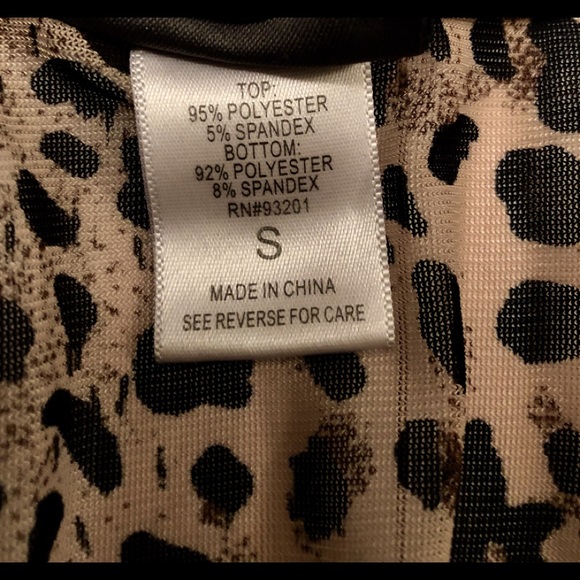 TOP:
95% POLYESTER
5% SPANDEX
BOTTOM:
92% POLYESTER
8% SPANDEX
RN#93201
S
MADE IN CHINA
SEE REVERSE FOR CARE